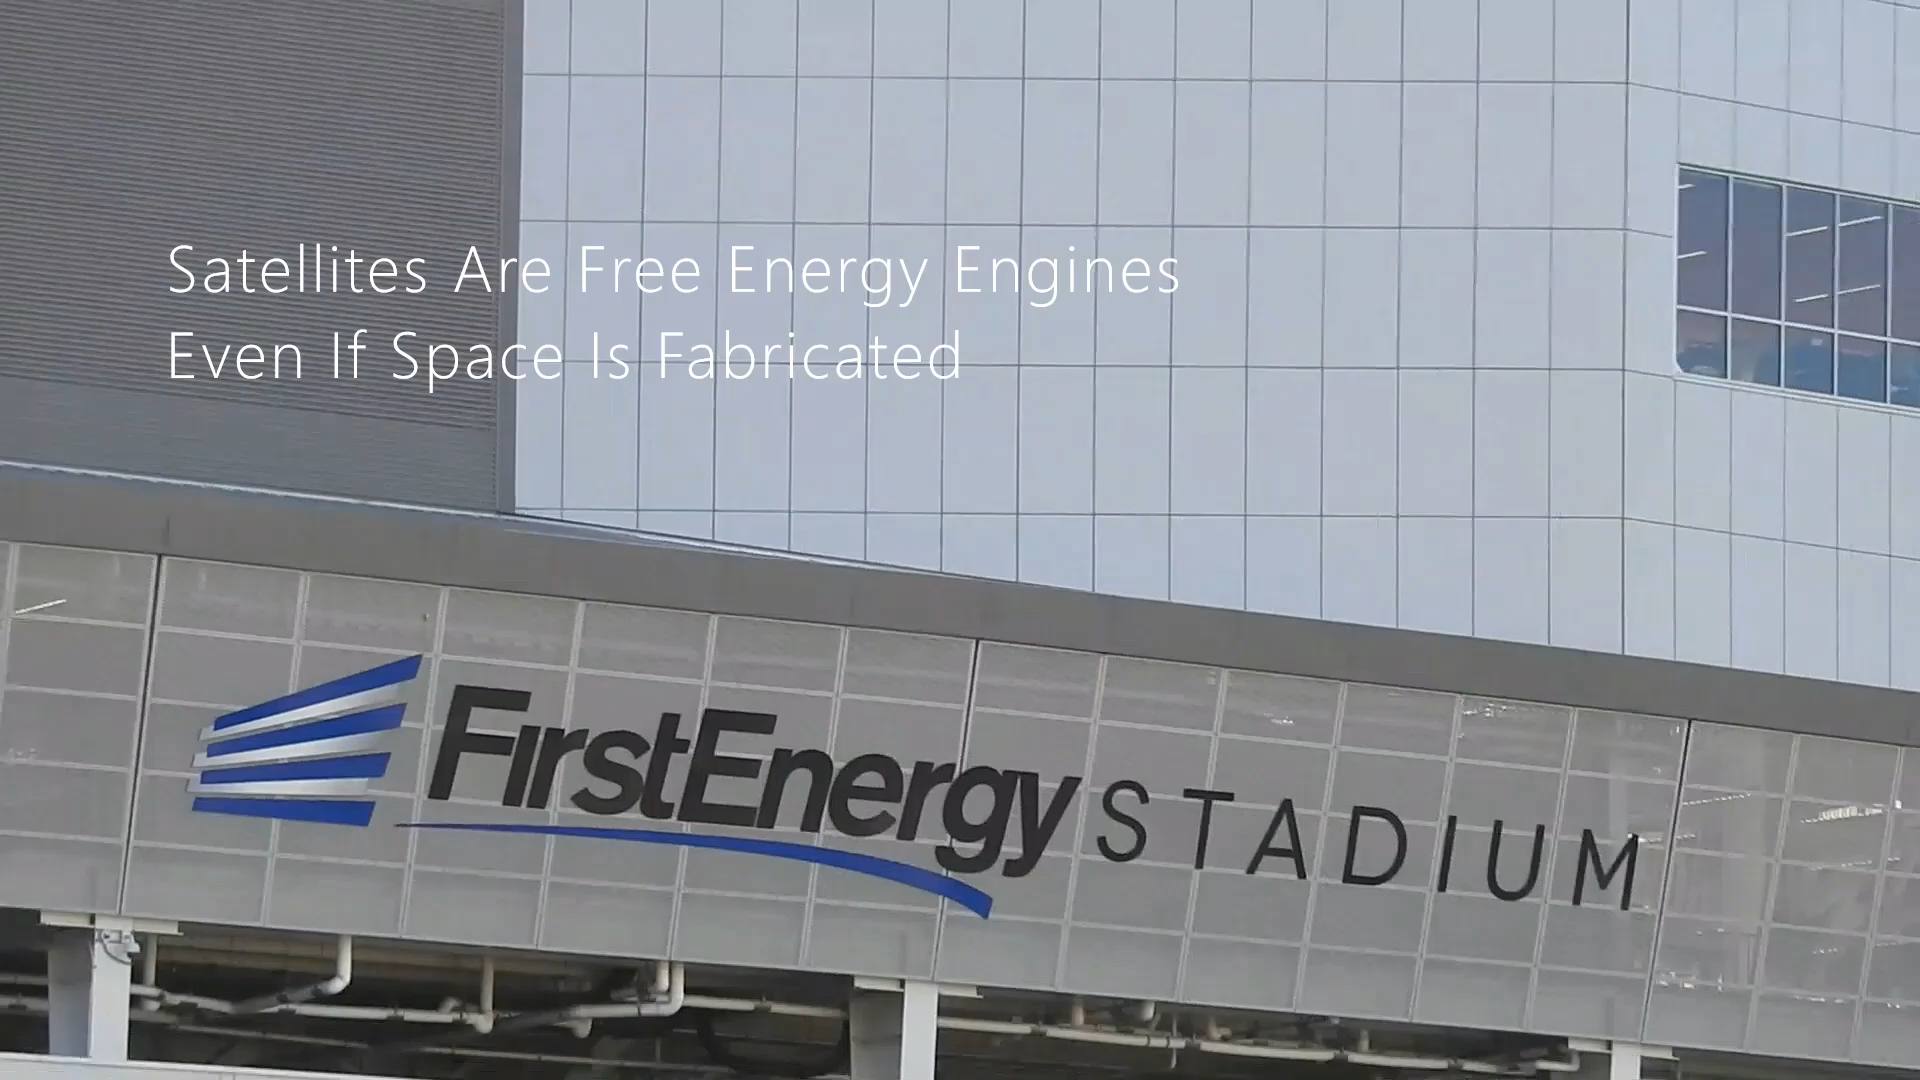 Satellites Are Free Energy Engines
Even If Space Is Fabricated
FirstEnergy STADIUM